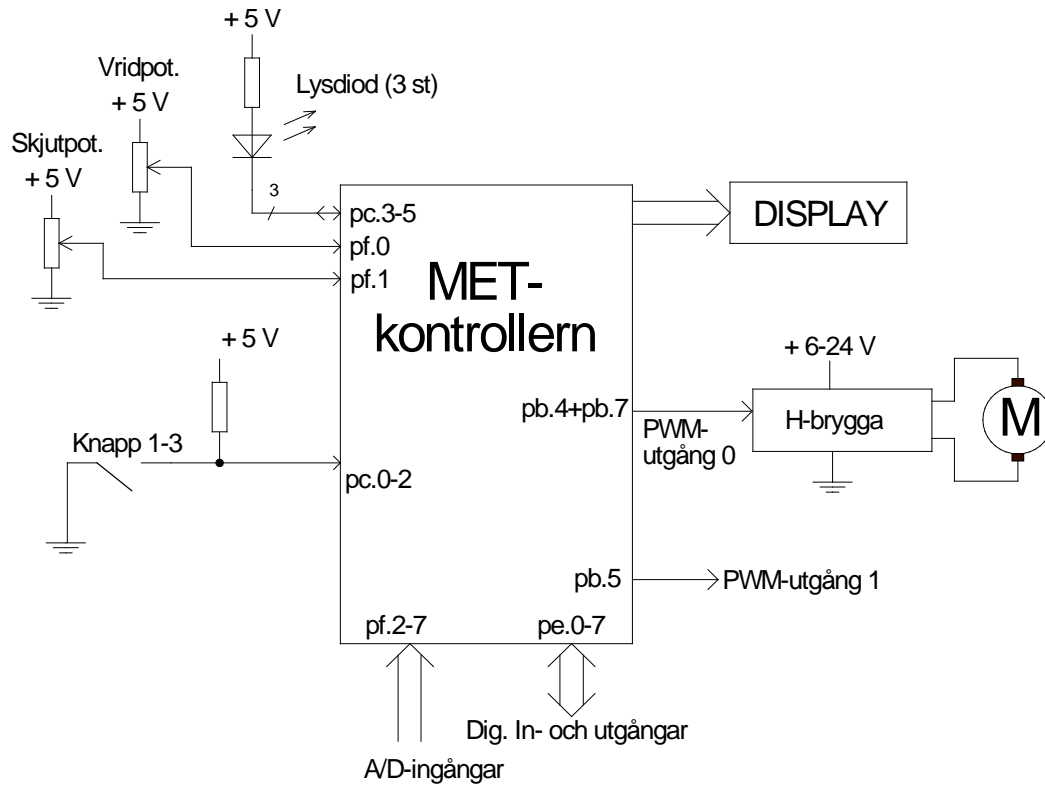 + 5 V
Vridpot.
+ 5 V
Lysdiod (3 st)
Skjutpot.
+ 5 V
3
pc.3-5
pf.0
pf.1
DISPLAY
MET-
kontrollern
+ 5 V
+ 6-24 V
pb.4+pb.7
H-brygga
M
PWM-
utgång 0
Knapp 1-3
pc.0-2
pb.5
PWM-utgång 1
pf.2-7
pe.0-7
Dig. In- och utgångar
A/D-ingångar